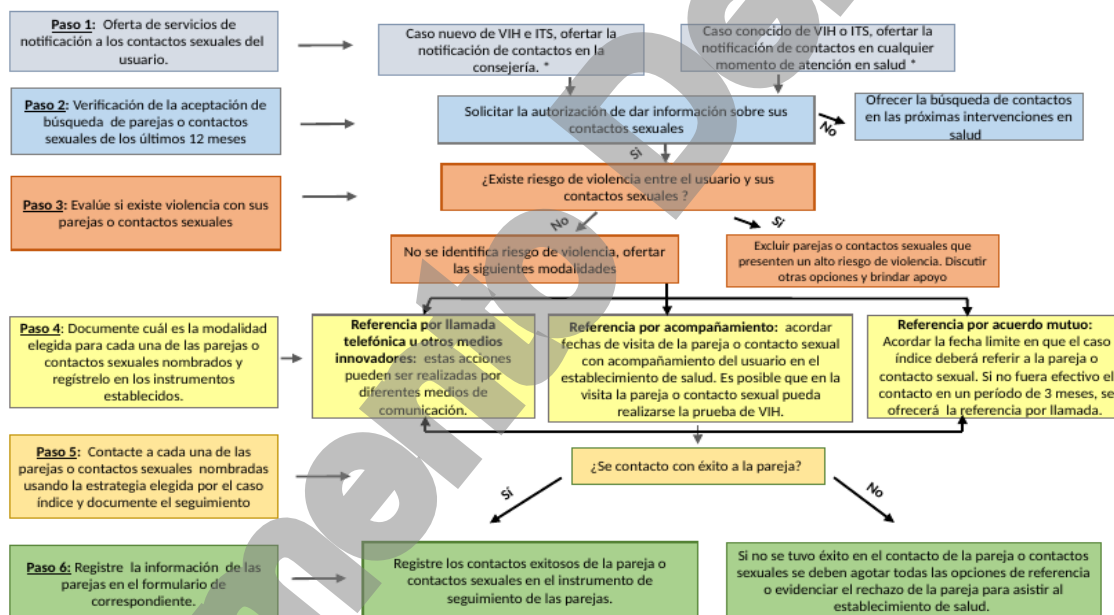 Paso 1: Oferta de servicios de
notificación a los contactos sexuales del
usuario.
Caso nuevo de VIH e ITS, ofertar la
notificación de contactos en la
consejería. *
Caso conocido de VIH o ITS, ofertar la
notificación de contactos en cualquier
momento de atención en salud *
Paso 2: Verificación de la aceptación de
búsqueda de parejas o contactos
sexuales de los últimos 12 meses
Solicitar la autorización de dar información sobre sus
contactos sexuales
No
Ofrecer la búsqueda de contactos
en las próximas intervenciones en
salud
Si
Paso 3: Evalúe si existe violencia con sus
parejas o contactos sexuales
¿Existe riesgo de violencia entre el usuario y sus
contactos sexuales ?
No
Si
No se identifica riesgo de violencia, ofertar
las siguientes modalidades
Excluir parejas o contactos sexuales que
presenten un alto riesgo de violencia. Discutir
otras opciones y brindar apoyo
Paso 4: Documente cuál es la modalidad
elegida para cada una de las parejas o
contactos sexuales nombrados y
regístrelo en los instrumentos
establecidos.
Referencia por llamada
telefónica u otros medios
innovadores: estas acciones
pueden ser realizadas por
diferentes medios de
comunicación.
Referencia por acompañamiento: acordar
fechas de visita de la pareja o contacto sexual
con acompañamiento del usuario en el
establecimiento de salud. Es posible que en la
visita la pareja o contacto sexual pueda
realizarse la prueba de VIH.
Referencia por acuerdo mutuo:
Acordar la fecha limite en que el caso
índice deberá referir a la pareja o
contacto sexual. Si no fuera efectivo el
contacto en un período de 3 meses, se
ofrecerá la referencia por llamada.
Paso 5: Contacte a cada una de las
parejas o contactos sexuales nombradas
usando la estrategia elegida por el caso
índice y documente el seguimiento
¿Se contacto con éxito a la pareja?
Sí
No
Paso 6: Registre la información de las
parejas en el formulario de
correspondiente.
Registre los contactos exitosos de la pareja o
contactos sexuales en el instrumento de
seguimiento de las parejas.
Si no se tuvo éxito en el contacto de la pareja o contactos
sexuales se deben agotar todas las opciones de referencia
o evidenciar el rechazo de la pareja para asistir al
establecimiento de salud.